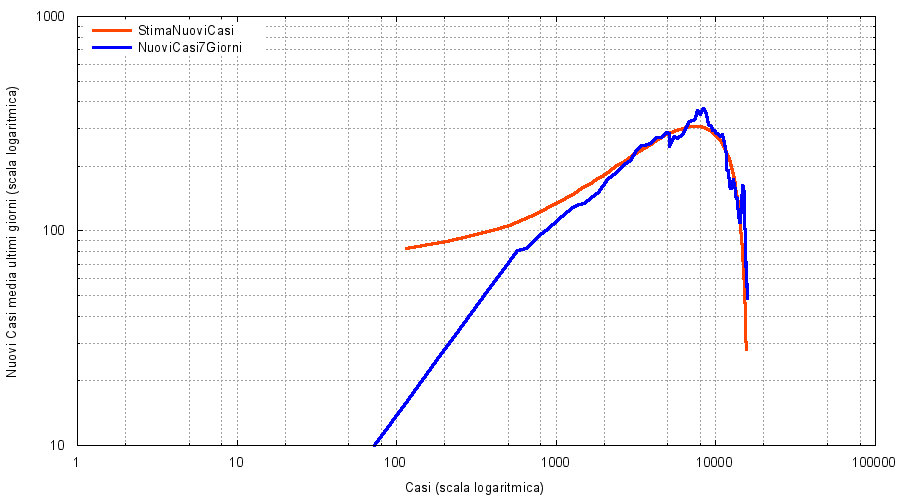 1000
StimaNuoviCasi
NuoviCasi7Giorni
Nuovi Casi media ultimi giorni (scala logaritmica)
100
10
1 10 100 1000 10000 100000
Casi (scala logaritmica)